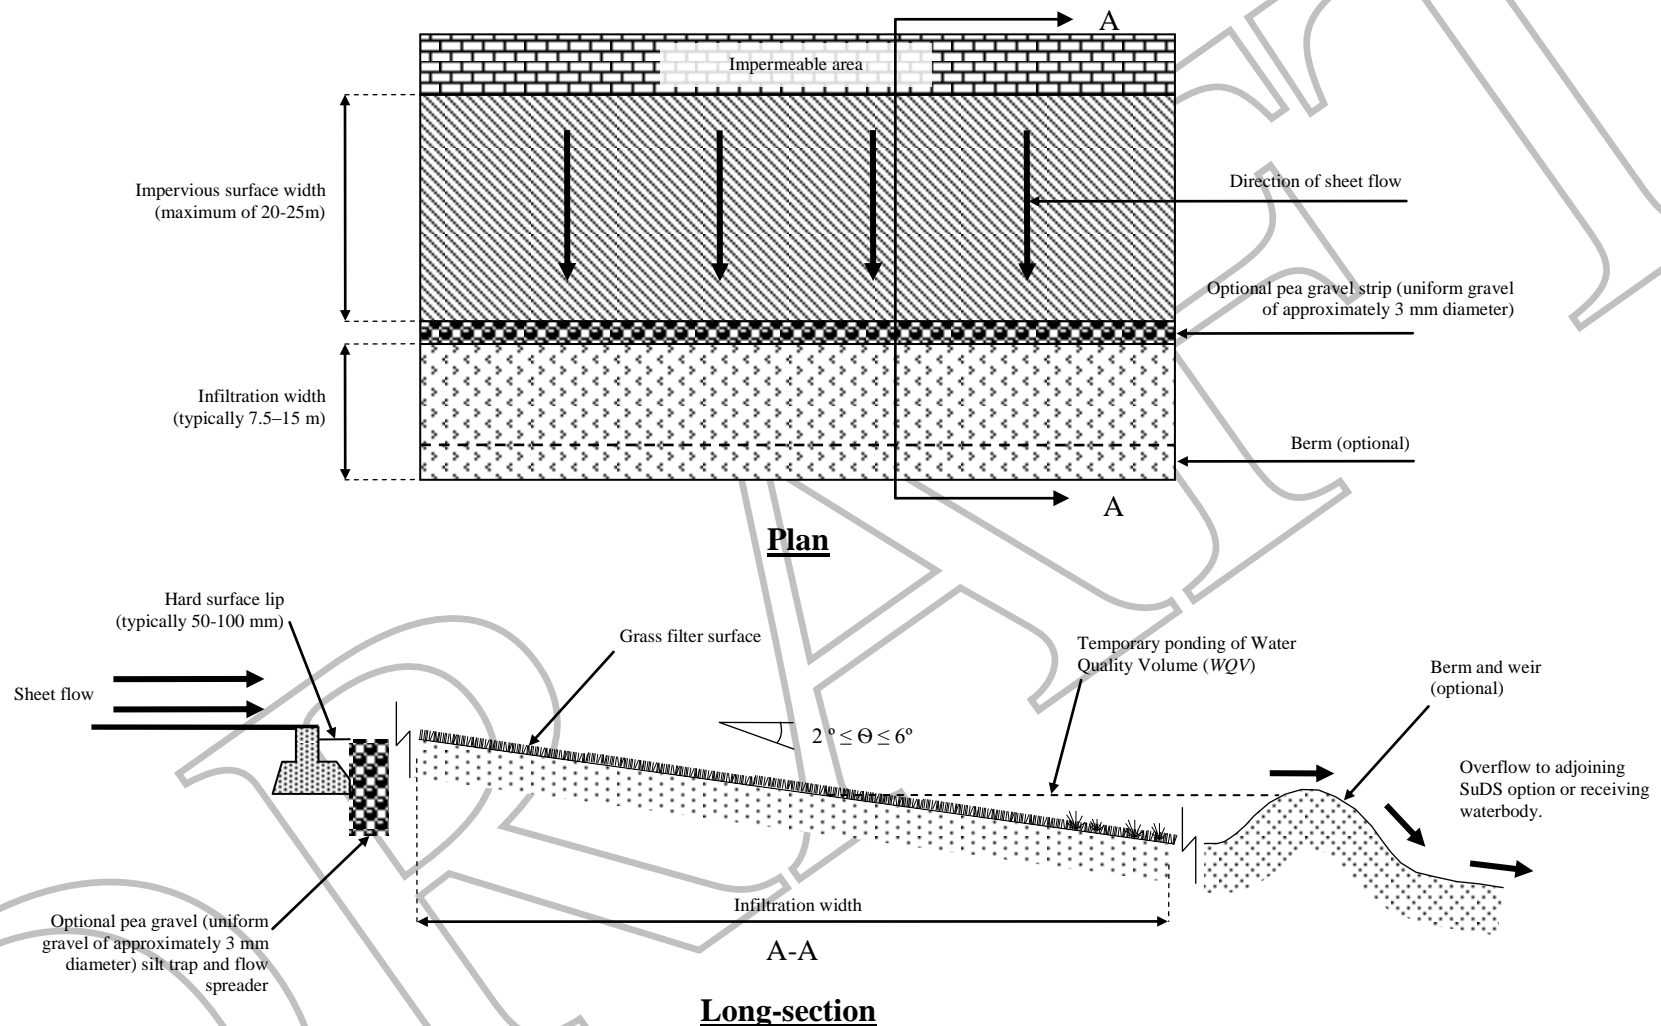 A
Impermeable area
Impervious surface width
(maximum of 20-25m)
Direction of sheet flow
Optional pea gravel strip (uniform gravel
of approximately 3 mm diameter)
Infiltration width
(typically 7.5–15 m)
Berm (optional)
A
Plan
Hard surface lip
(typically 50-100 mm)
Grass filter surface
Temporary ponding of Water
Quality Volume (WQV)
Berm and weir
(optional)
Sheet flow
2 º ≤ Θ ≤ 6º
Overflow to adjoining
SuDS option or receiving
waterbody.
Infiltration width
Optional pea gravel (uniform
gravel of approximately 3 mm
diameter) silt trap and flow
spreader
A-A
Long-section